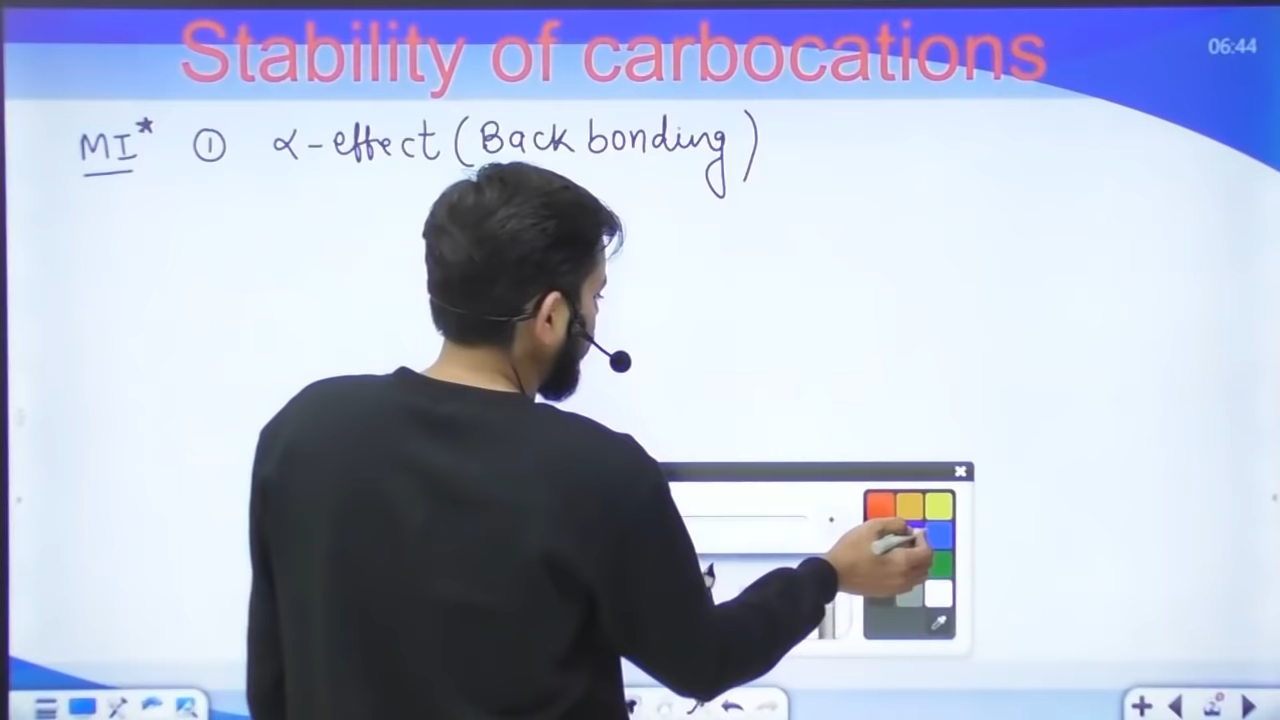 Stability of carbocations
06:44
MI* ① α-effect (Back bonding)